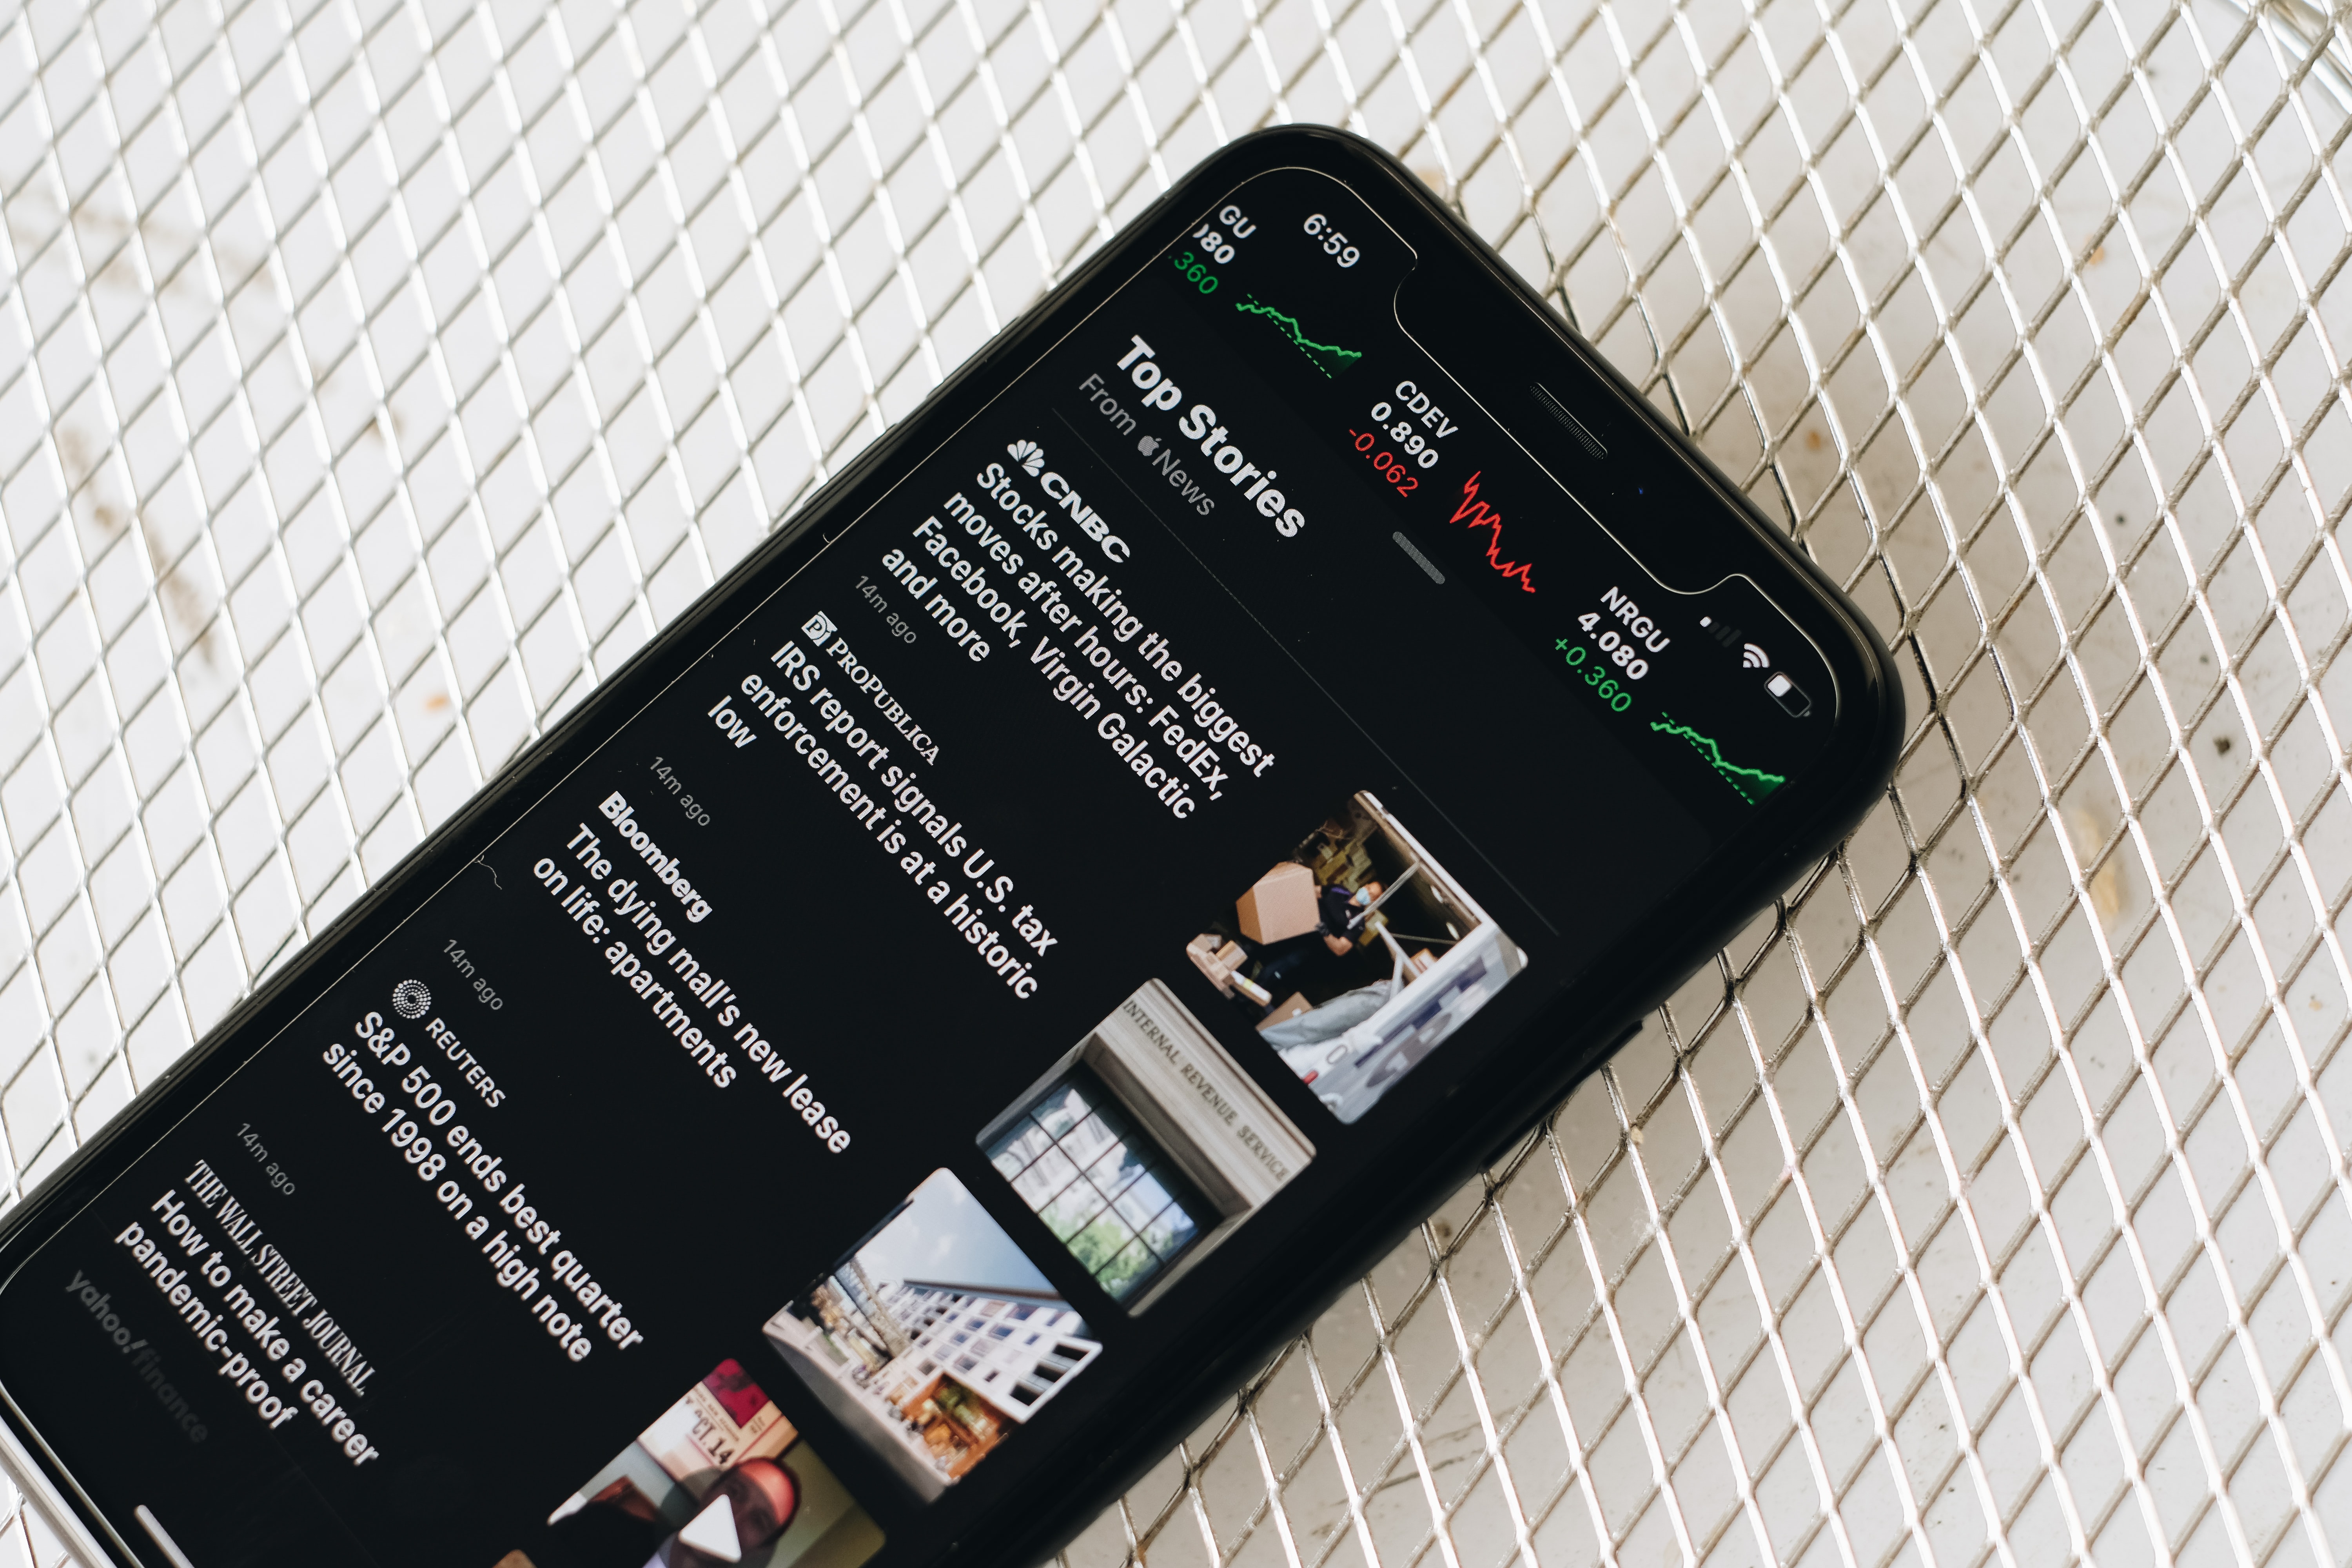 6:59
GU
080
.360
CDEV
0.890
-0.062
NRGU
4.080
+0.360
Top Stories
From News
CNBC
Stocks making the biggest
moves after hours: FedEx,
Facebook, Virgin Galactic
and more
14m ago
PROPUBLICA
IRS report signals U.S. tax
enforcement is at a historic
low
14m ago
INTERNAL REVENUE SERVICE
Bloomberg
The dying mall's new lease
on life: apartments
14m ago
REUTERS
S&P 500 ends best quarter
since 1998 on a high note
14m ago
THE WALL STREET JOURNAL
How to make a career
pandemic-proof
yahoo!finance